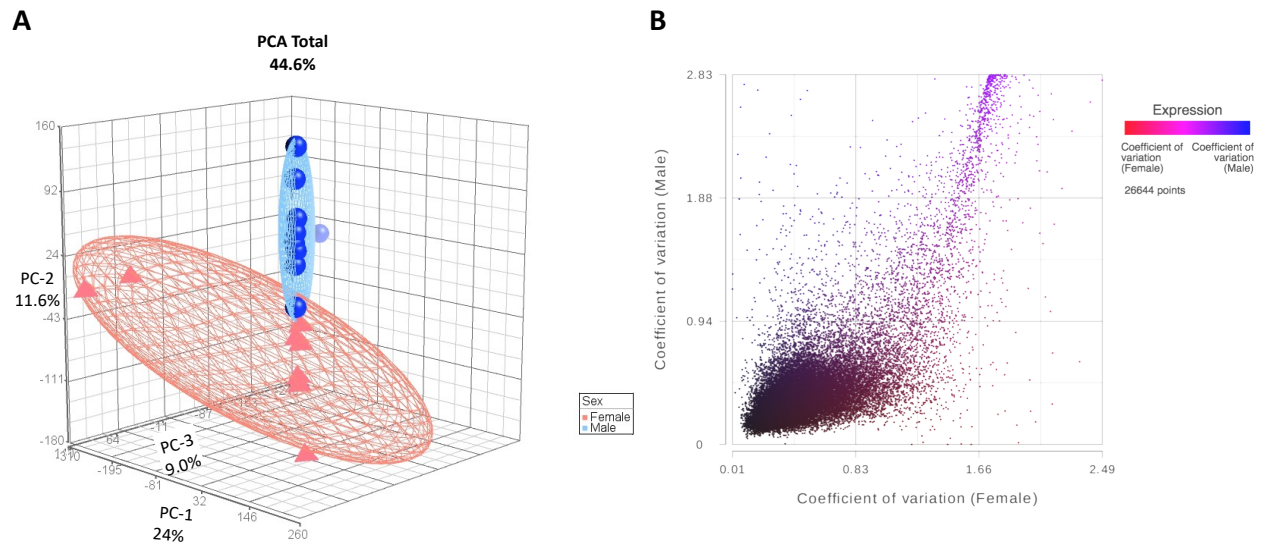 A
PCA Total
44.6%
160
92
24
-43
-111
-180
PC-2
11.6%
-310
-195
-81
32
146
260
PC-1
24%
64
-11
-87
PC-3
9.0%
Sex
Female
Male
B
2.83
1.88
0.94
0
Coefficient of variation (Male)
0.01
0.83
1.66
2.49
Coefficient of variation (Female)
Expression
Coefficient of
variation
(Female)
Coefficient of
variation
(Male)
26644 points